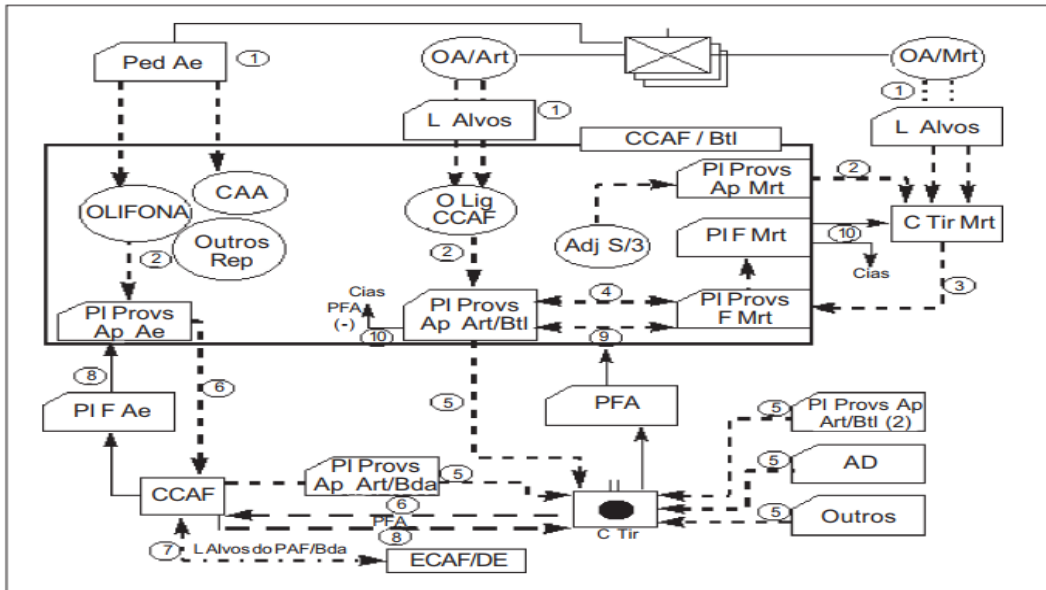 Ped Ae
1
OA/Art
OA/Mrt
1
L Alvos
1
L Alvos
CCAF / Btl
OLIFONA
CAA
Outros
Rep
2
O Lig
CCAF
2
Adj S/3
Pl Provs
Ap Mrt
2
Pl F Mrt
10
Cias
C Tir Mrt
3
Pl Provs
Ap Ae
Cias
PFA
(-)
10
Pl Provs
Ap Art/Btl
4
9
Pl Provs
F Mrt
8
6
5
Pl F Ae
PFA
5
Pl Provs Ap
Art/Btl (2)
CCAF
Pl Provs
Ap Art/Bda
5
5
AD
6
PFA
8
C Tir
5
Outros
7
L Alvos do PAF/Bda
ECAF/DE